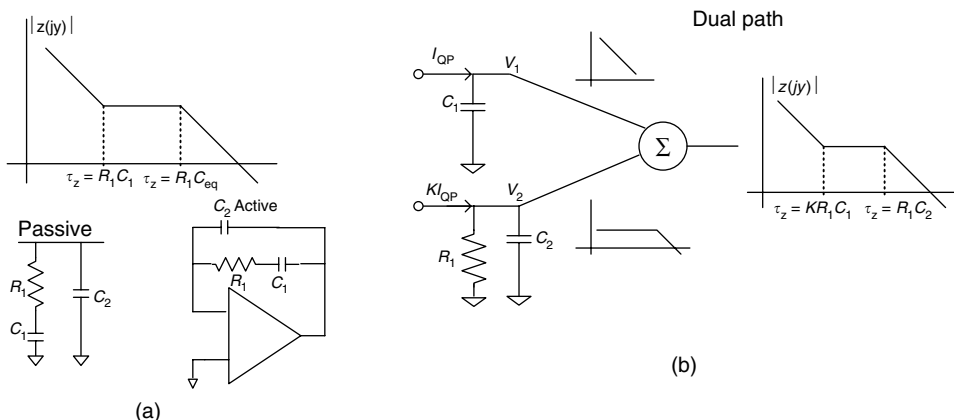 |z(jy)|
τz = R1C1
τz = R1Ceq
Passive
R1
C1
C2
C2 Active
R1
C1
(a)
Dual path
IQP
V1
C1
Σ
KIQP
V2
R1
C2
|z(jy)|
τz = KR1C1
τz = R1C2
(b)